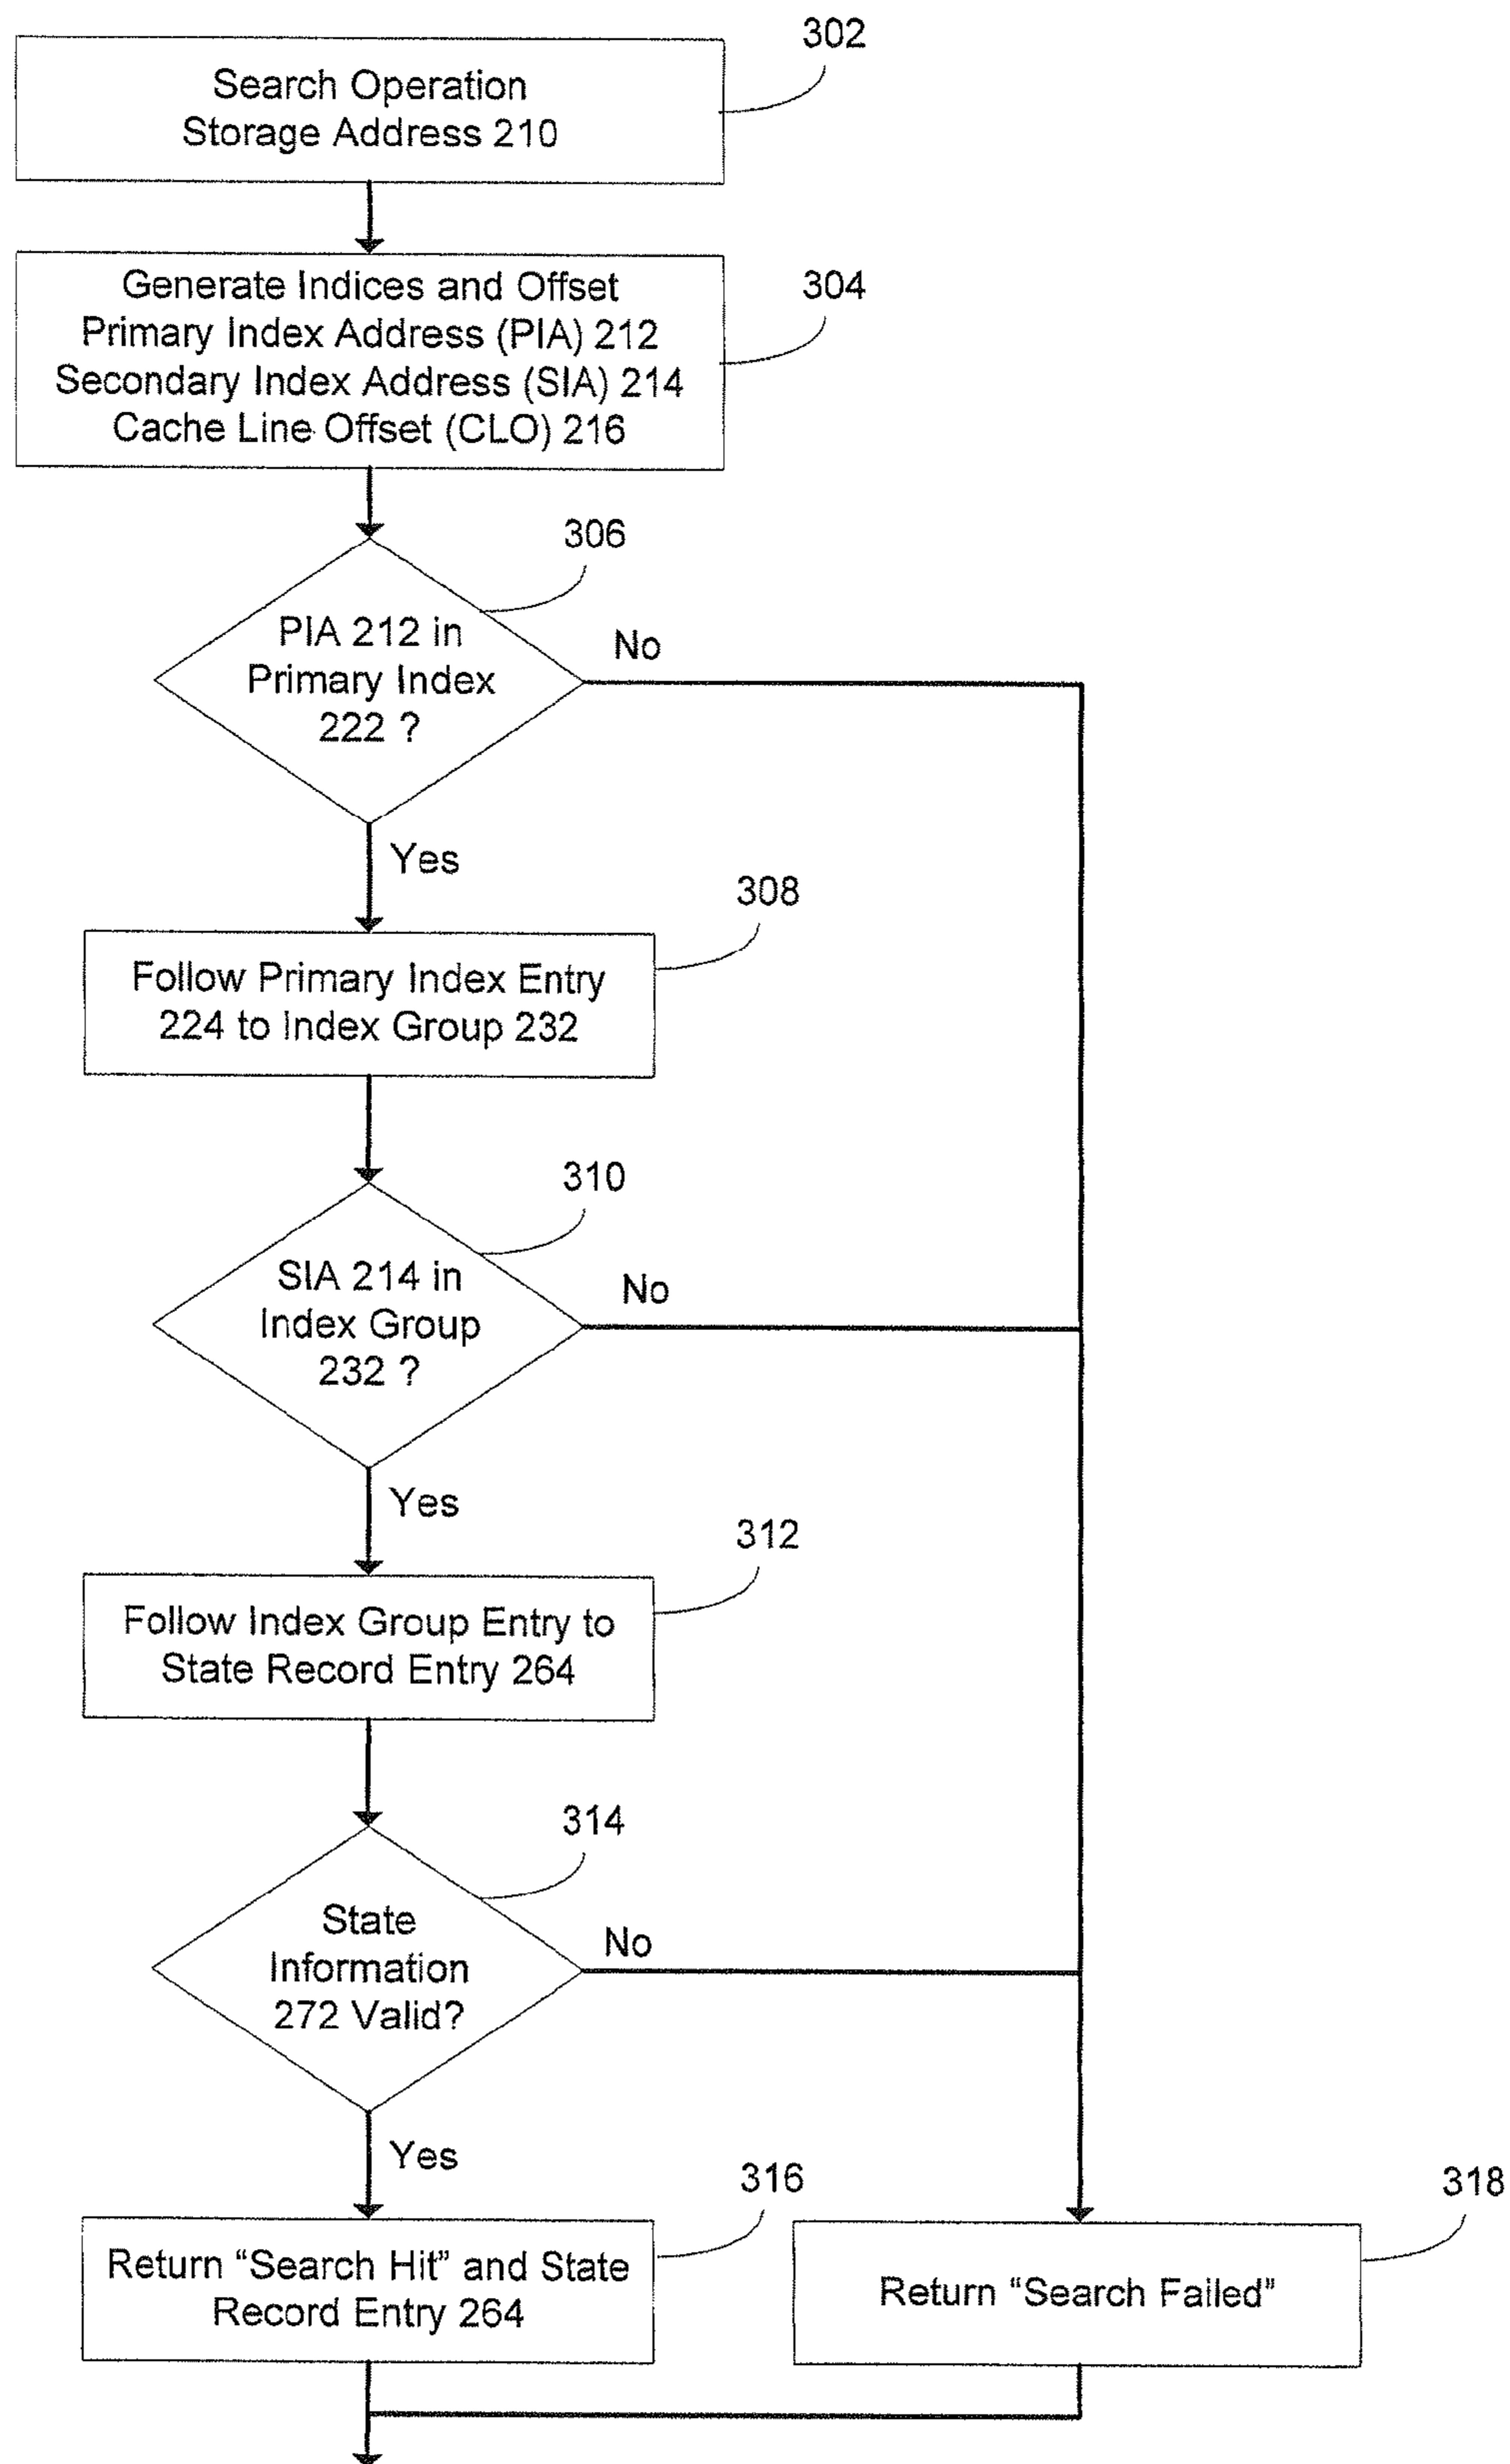 302
Search Operation
Storage Address 210
304
Generate Indices and Offset
Primary Index Address (PIA) 212
Secondary Index Address (SIA) 214
Cache Line Offset (CLO) 216
306
PIA 212 in
Primary Index
222 ?
No
Yes
308
Follow Primary Index Entry
224 to Index Group 232
310
SIA 214 in
Index Group
232 ?
No
Yes
312
Follow Index Group Entry to
State Record Entry 264
314
State
Information
272 Valid?
No
Yes
316
Return “Search Hit” and State
Record Entry 264
318
Return “Search Failed”